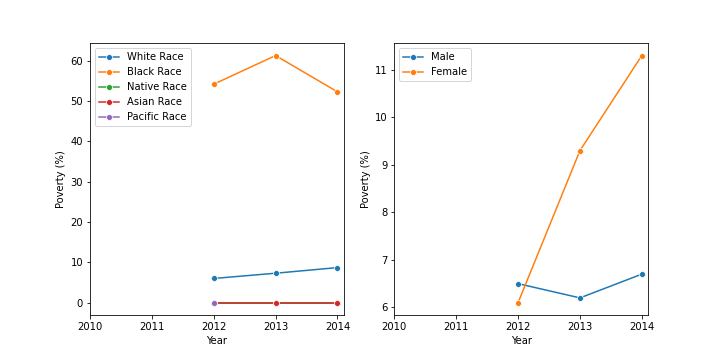 White Race
Black Race
Native Race
Asian Race
Pacific Race
60
50
40
30
20
10
0
Poverty (%)
2010 2011 2012 2013 2014
Year
Male
Female
11
10
9
8
7
6
Poverty (%)
2010 2011 2012 2013 2014
Year